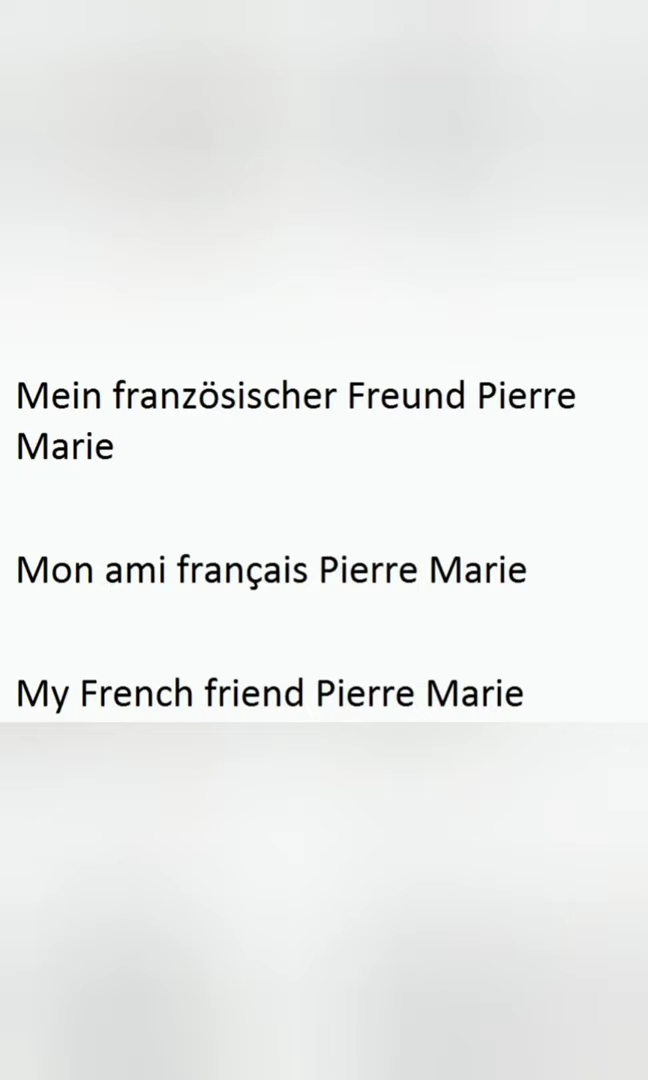 Mein französischer Freund Pierre
Marie
Mon ami français Pierre Marie
My French friend Pierre Marie